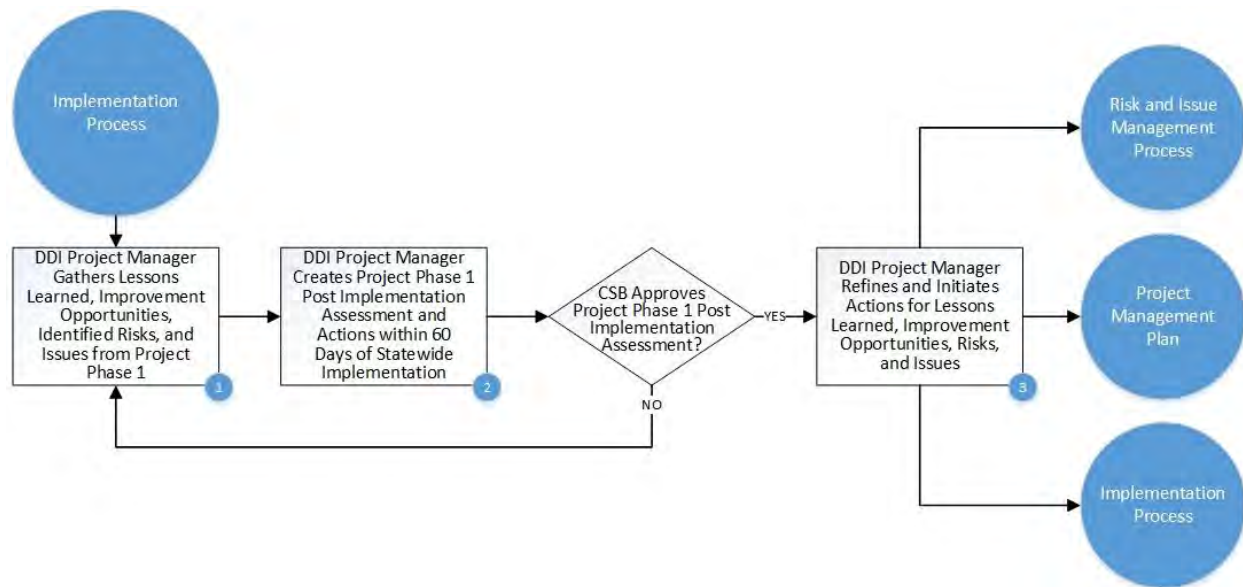 Implementation
Process
DDI Project Manager
Gathers Lessons
Learned, Improvement
Opportunities,
Identified Risks, and
Issues from Project
Phase 1
1
DDI Project Manager
Creates Project Phase 1
Post Implementation
Assessment and
Actions within 60
Days of Statewide
Implementation
2
CSB Approves
Project Phase 1 Post
Implementation
Assessment?
YES
NO
DDI Project Manager
Refines and Initiates
Actions for Lessons
Learned, Improvement
Opportunities, Risks,
and Issues
3
Risk and Issue
Management
Process
Project
Management
Plan
Implementation
Process